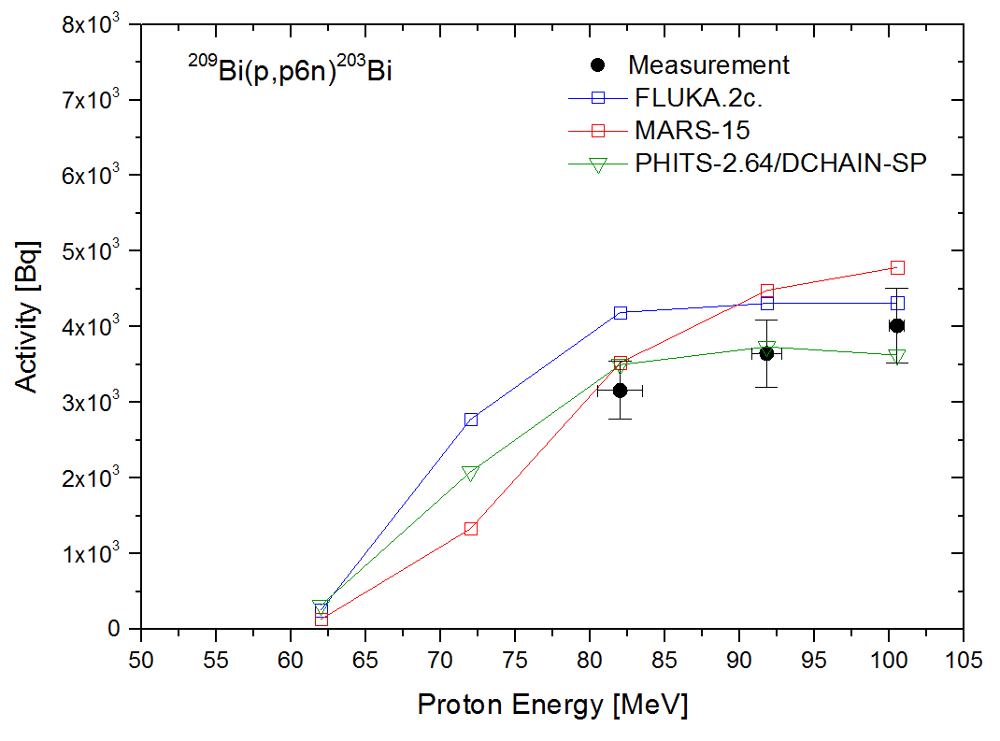 ²⁰⁹Bi(p,p6n)²⁰³Bi
Measurement
FLUKA.2c.
MARS-15
PHITS-2.64/DCHAIN-SP
8x10³
7x10³
6x10³
5x10³
4x10³
3x10³
2x10³
1x10³
0
Activity [Bq]
50 55 60 65 70 75 80 85 90 95 100 105
Proton Energy [MeV]